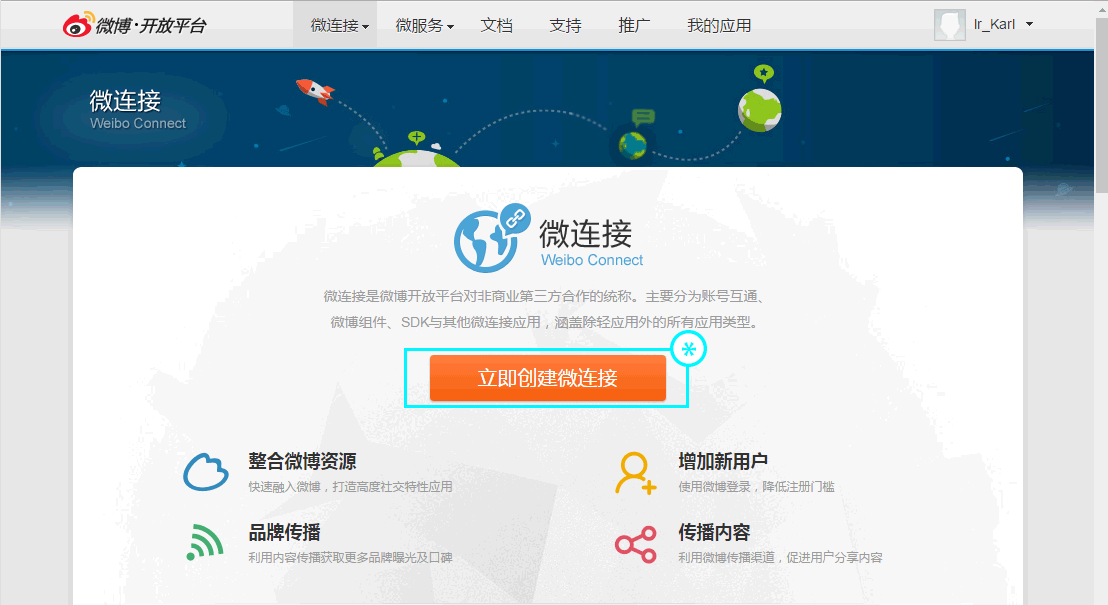 微博·开放平台
微连接 微服务 文档 支持 推广 我的应用 Ir_Karl
微连接
Weibo Connect
微连接
Weibo Connect
微连接是微博开放平台对非商业第三方合作的统称。主要分为账号互通、
微博组件、SDK与其他微连接应用，涵盖除轻应用外的所有应用类型。
立即创建微连接
整合微博资源
快速融入微博，打造高度社交特性应用
增加新用户
使用微博登录，降低注册门槛
品牌传播
利用内容传播获取更多品牌曝光及口碑
传播内容
利用微博传播渠道，促进用户分享内容